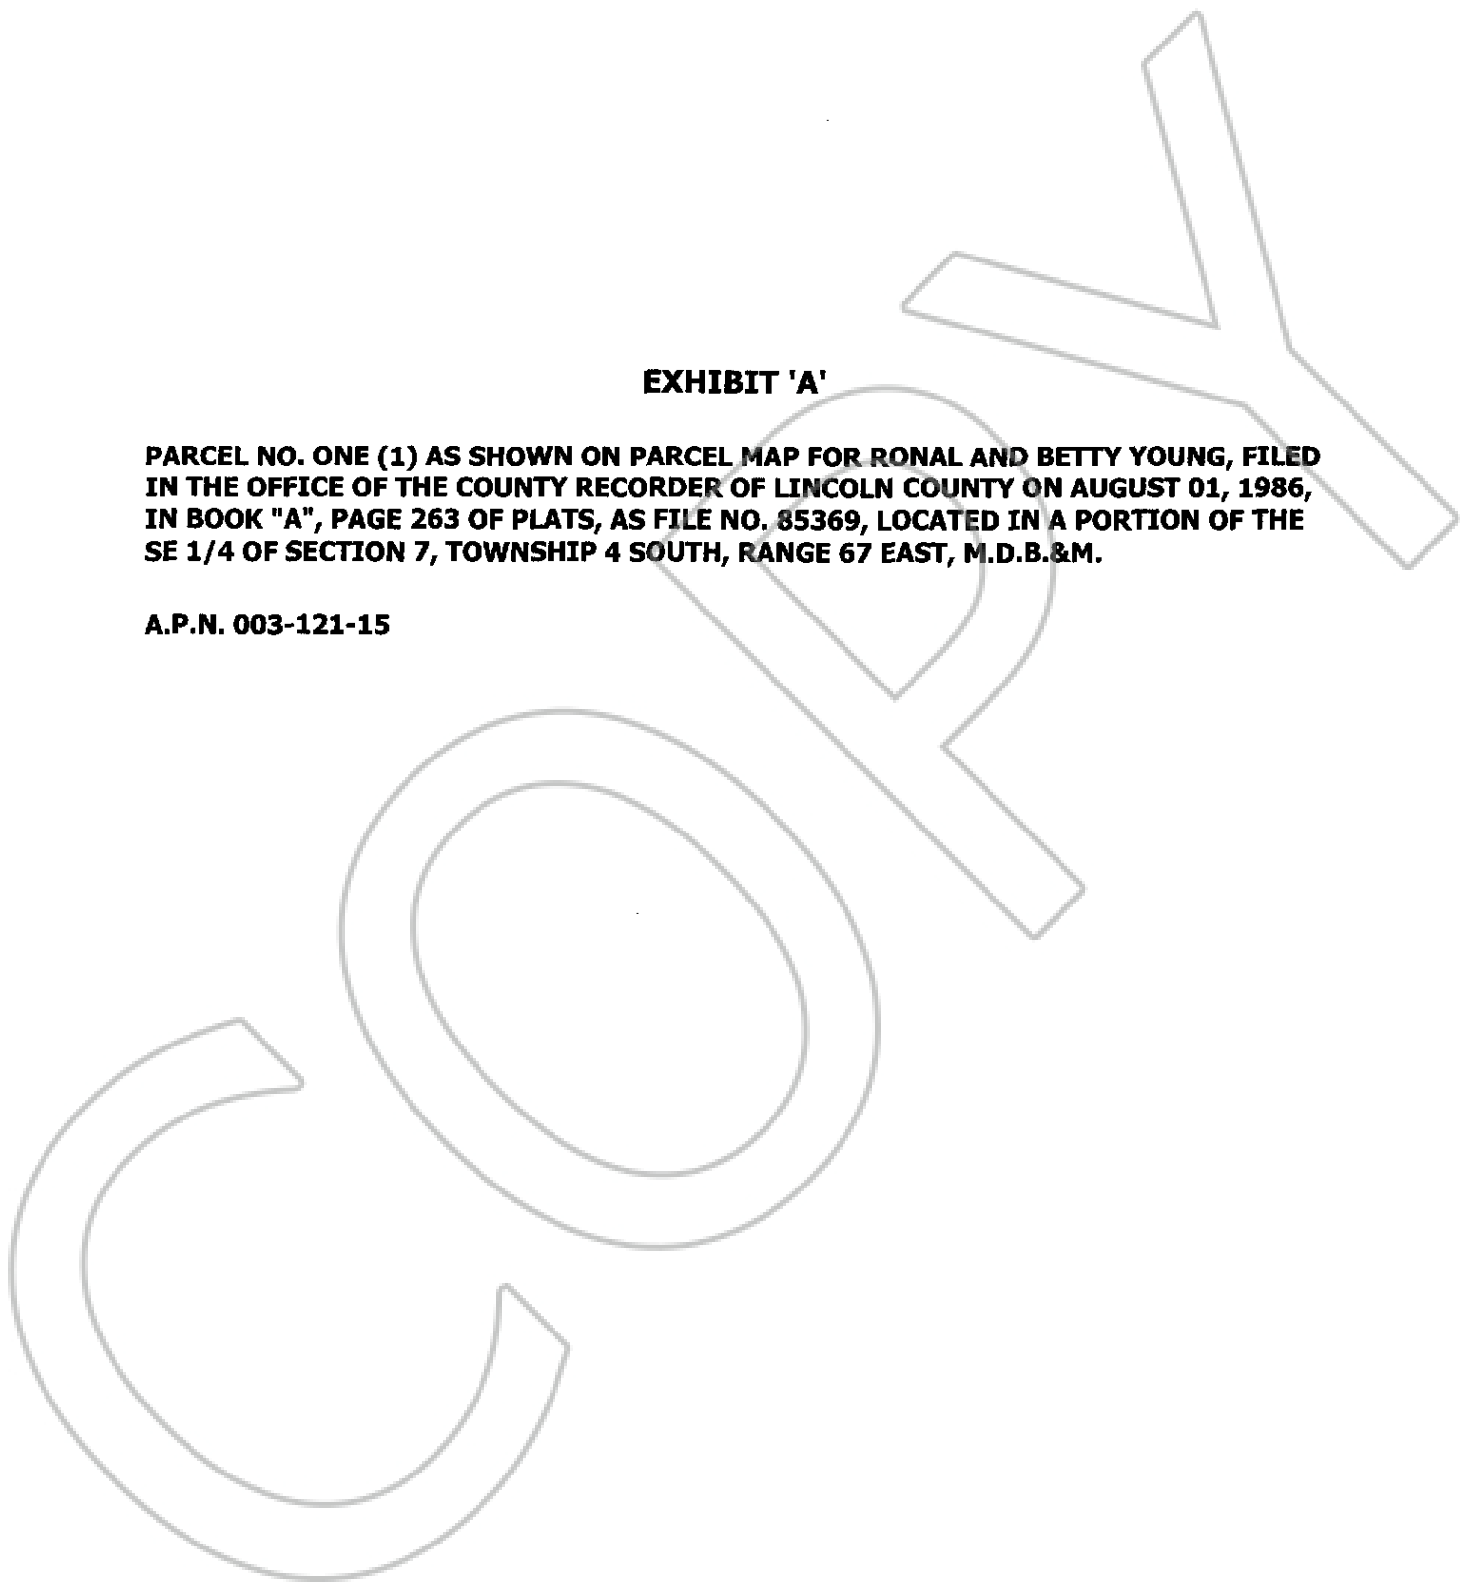 EXHIBIT 'A'
PARCEL NO. ONE (1) AS SHOWN ON PARCEL MAP FOR RONAL AND BETTY YOUNG, FILED
IN THE OFFICE OF THE COUNTY RECORDER OF LINCOLN COUNTY ON AUGUST 01, 1986,
IN BOOK "A", PAGE 263 OF PLATS, AS FILE NO. 85369, LOCATED IN A PORTION OF THE
SE 1/4 OF SECTION 7, TOWNSHIP 4 SOUTH, RANGE 67 EAST, M.D.B.&M.
A.P.N. 003-121-15
COPY